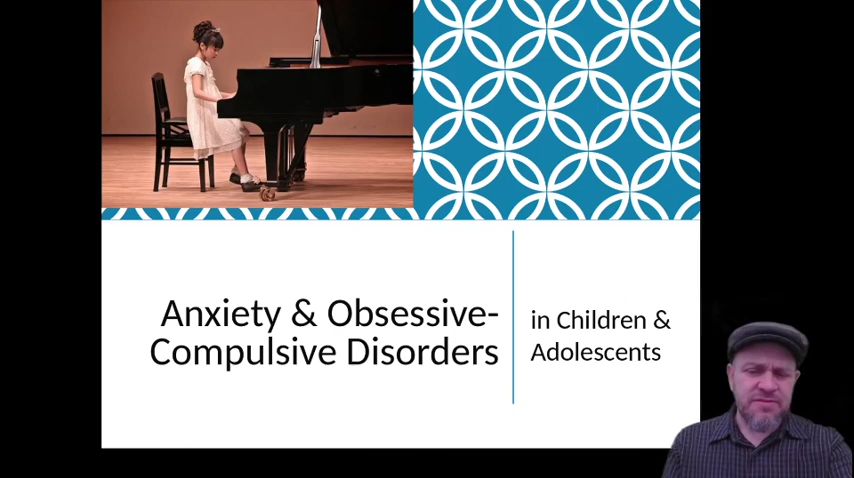 Anxiety & Obsessive-
Compulsive Disorders
in Children &
Adolescents